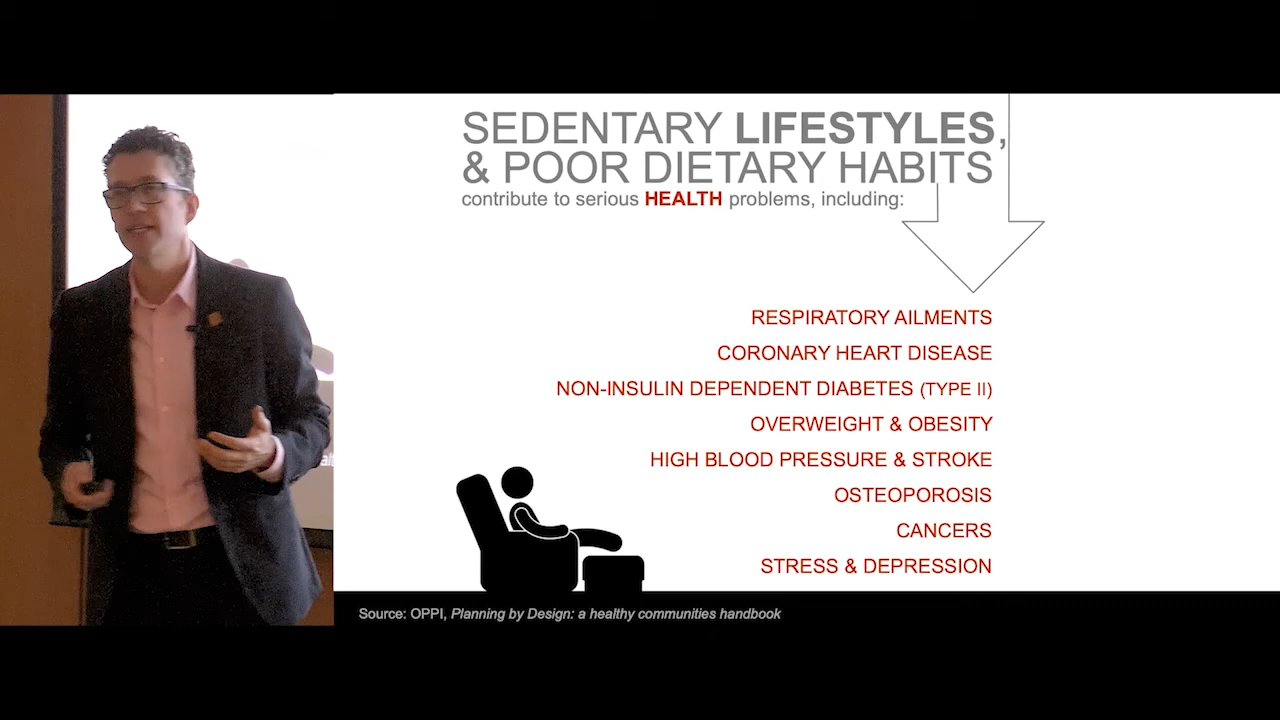 SEDENTARY LIFESTYLES,
& POOR DIETARY HABITS
contribute to serious HEALTH problems, including:
RESPIRATORY AILMENTS
CORONARY HEART DISEASE
NON-INSULIN DEPENDENT DIABETES (TYPE II)
OVERWEIGHT & OBESITY
HIGH BLOOD PRESSURE & STROKE
OSTEOPOROSIS
CANCERS
STRESS & DEPRESSION
Source: OPPI, Planning by Design: a healthy communities handbook